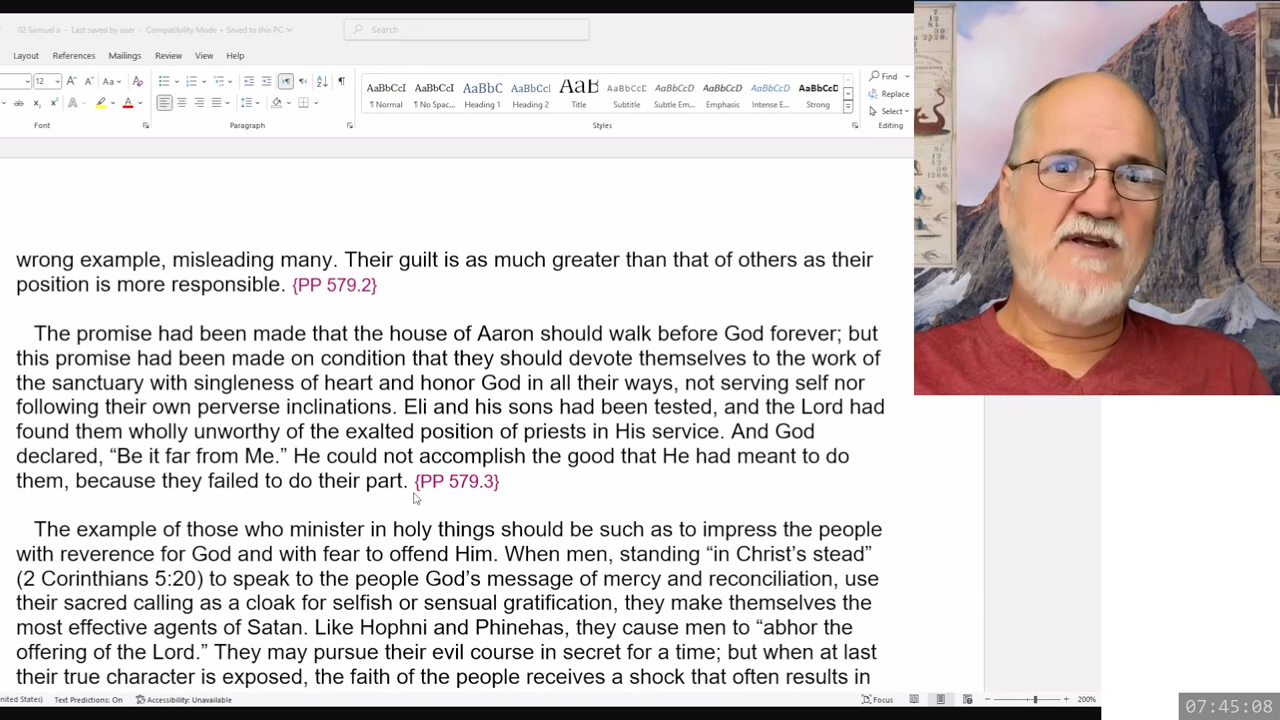 02 Samuel a - Last saved by user - Compatibility Mode - Saved to this PC
Search
Layout References Mailings Review View Help
12 Aa
AaBbCcI AaBbCcI AaBbC AaBbCcI AaB AaBbCcD AaBbCcD AaBbCcD AaBbCcD AaBbCcD
¶ Normal ¶ No Spac... Heading 1 Heading 2 Title Subtitle Subtle Em... Emphasis Intense E... Strong
Find
Replace
Select
Font Paragraph Styles Editing
wrong example, misleading many. Their guilt is as much greater than that of others as their
position is more responsible. {PP 579.2}
The promise had been made that the house of Aaron should walk before God forever; but
this promise had been made on condition that they should devote themselves to the work of
the sanctuary with singleness of heart and honor God in all their ways, not serving self nor
following their own perverse inclinations. Eli and his sons had been tested, and the Lord had
found them wholly unworthy of the exalted position of priests in His service. And God
declared, “Be it far from Me.” He could not accomplish the good that He had meant to do
them, because they failed to do their part. {PP 579.3}
The example of those who minister in holy things should be such as to impress the people
with reverence for God and with fear to offend Him. When men, standing “in Christ’s stead”
(2 Corinthians 5:20) to speak to the people God’s message of mercy and reconciliation, use
their sacred calling as a cloak for selfish or sensual gratification, they make themselves the
most effective agents of Satan. Like Hophni and Phinehas, they cause men to “abhor the
offering of the Lord.” They may pursue their evil course in secret for a time; but when at last
their true character is exposed, the faith of the people receives a shock that often results in
Text Predictions: On Accessibility: Unavailable Focus 200%
07:45:08